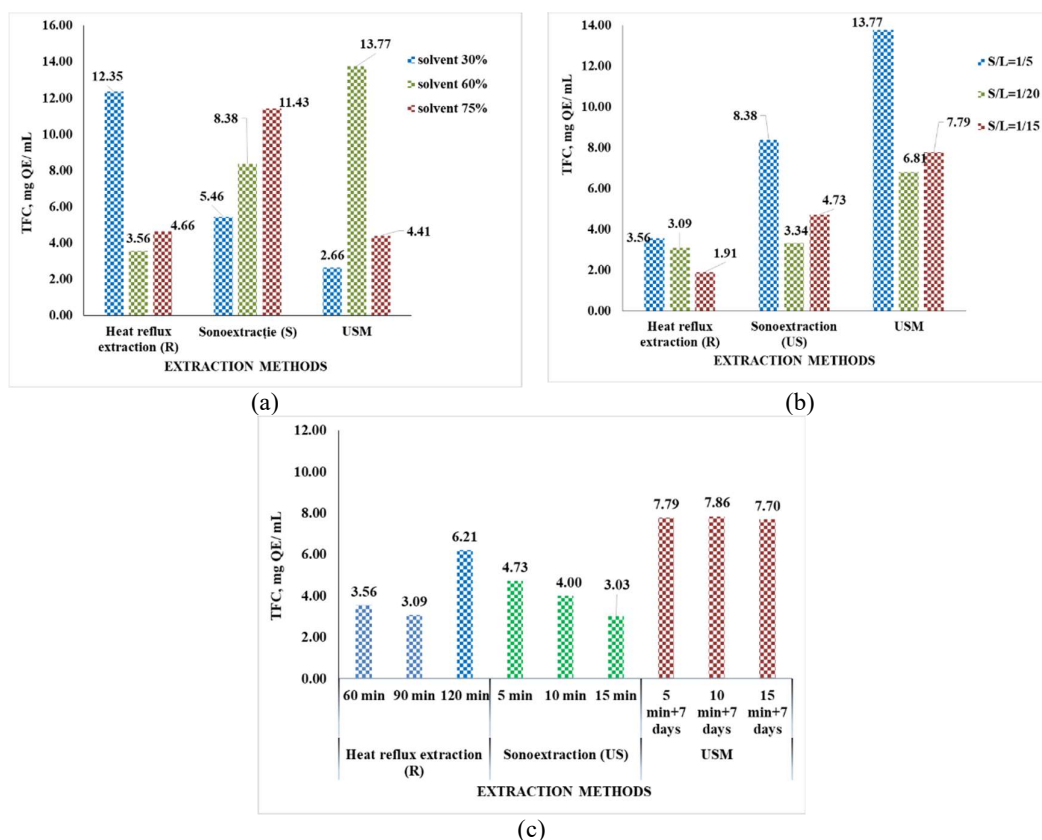 16.00
14.00
12.00
10.00
8.00
6.00
4.00
2.00
0.00
TFC, mg QE/ mL
12.35
3.56
4.66
5.46
8.38
11.43
2.66
13.77
4.41
solvent 30%
solvent 60%
solvent 75%
Heat reflux
extraction (R)
Sonoextracție (S)
USM
EXTRACTION METHODS
(a)
14.00
12.00
10.00
8.00
6.00
4.00
2.00
0.00
TFC, mg QE/ mL
3.56
3.09
1.91
8.38
3.34
4.73
13.77
6.81
7.79
S/L=1/5
S/L=1/20
S/L=1/15
Heat reflux
extraction (R)
Sonoextraction
(US)
USM
EXTRACTION METHODS
(b)
12.00
10.00
8.00
6.00
4.00
2.00
0.00
TFC, mg QE/ mL
3.56
3.09
6.21
4.73
4.00
3.03
7.79
7.86
7.70
60 min
90 min
120 min
5 min
10 min
15 min
5
min+7
days
10
min+7
days
15
min+7
days
Heat reflux extraction
(R)
Sonoextraction (US)
USM
EXTRACTION METHODS
(c)